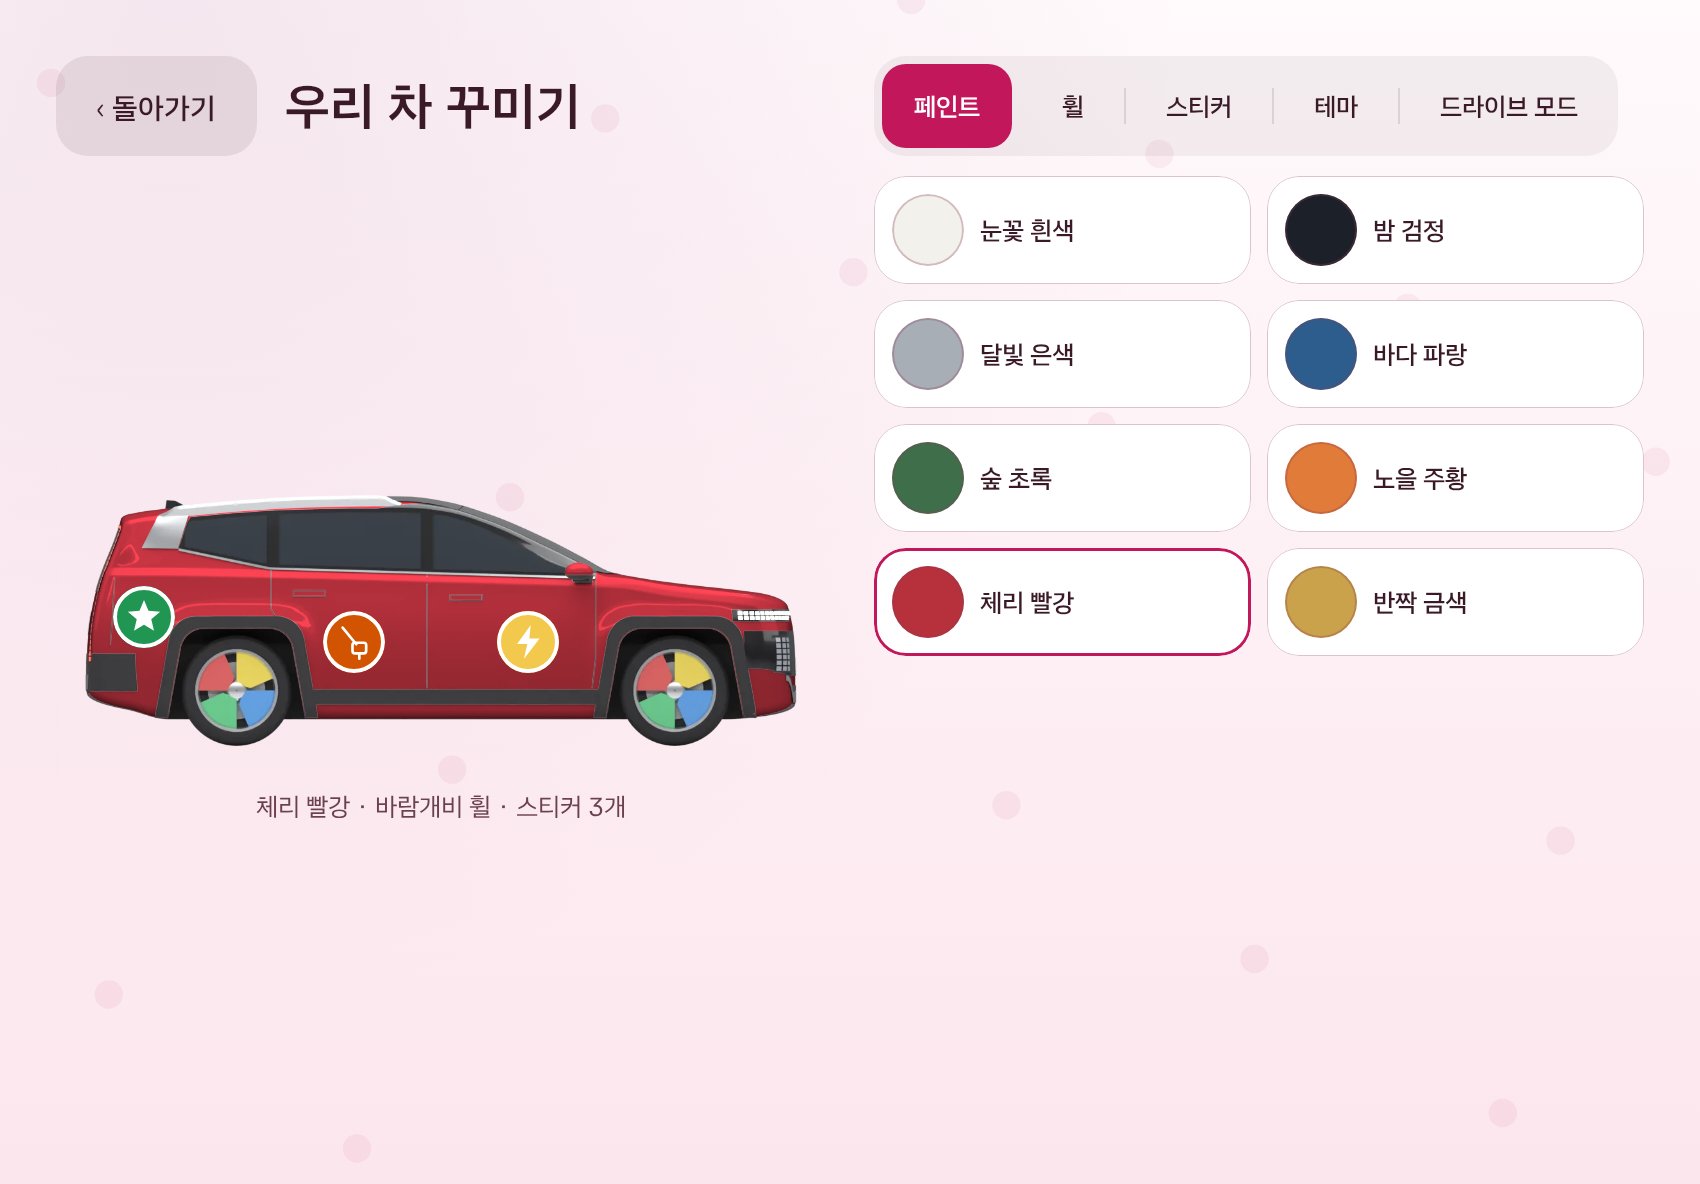 ‹ 돌아가기
우리 차 꾸미기
페인트
휠
스티커
테마
드라이브 모드
눈꽃 흰색
밤 검정
달빛 은색
바다 파랑
숲 초록
노을 주황
체리 빨강
반짝 금색
체리 빨강 · 바람개비 휠 · 스티커 3개